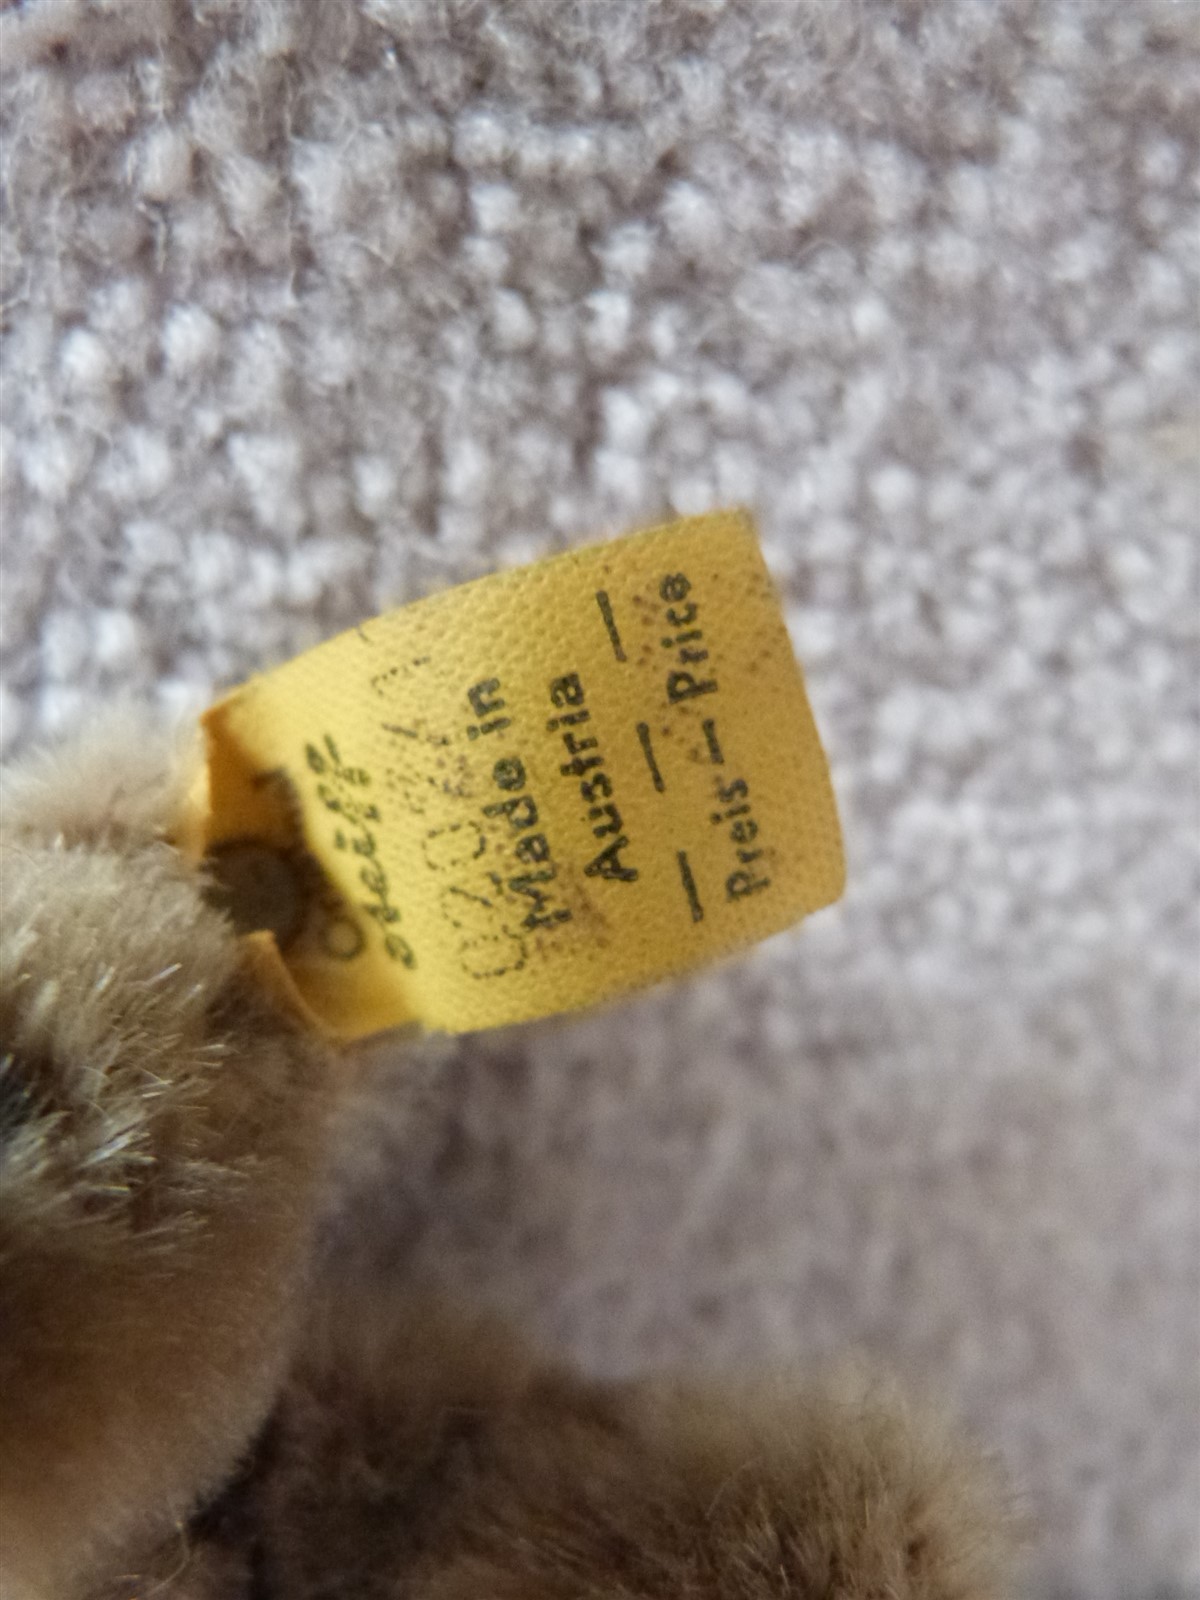 Steiff
Made in
Austria
— — —
Preis — Price